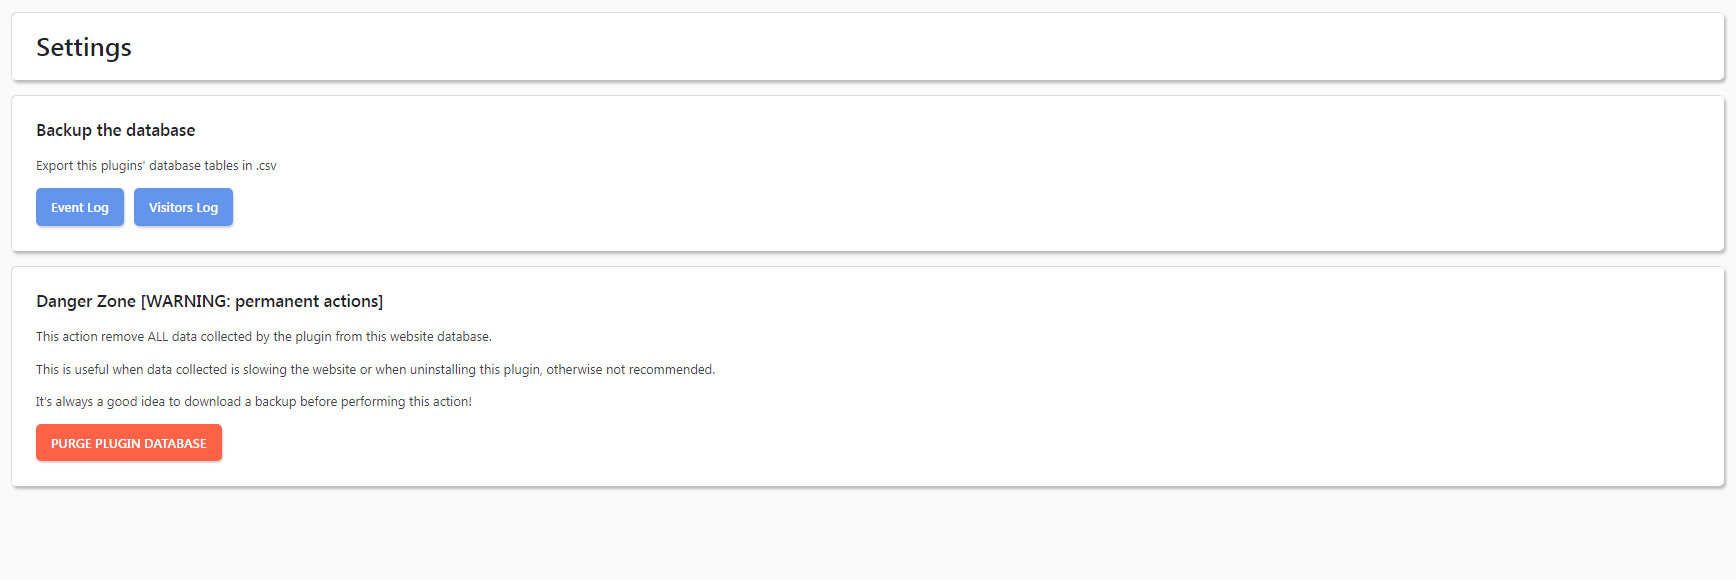 Settings
Backup the database
Export this plugins' database tables in .csv
Event Log
Visitors Log
Danger Zone [WARNING: permanent actions]
This action remove ALL data collected by the plugin from this website database.
This is useful when data collected is slowing the website or when uninstalling this plugin, otherwise not recommended.
It's always a good idea to download a backup before performing this action!
PURGE PLUGIN DATABASE